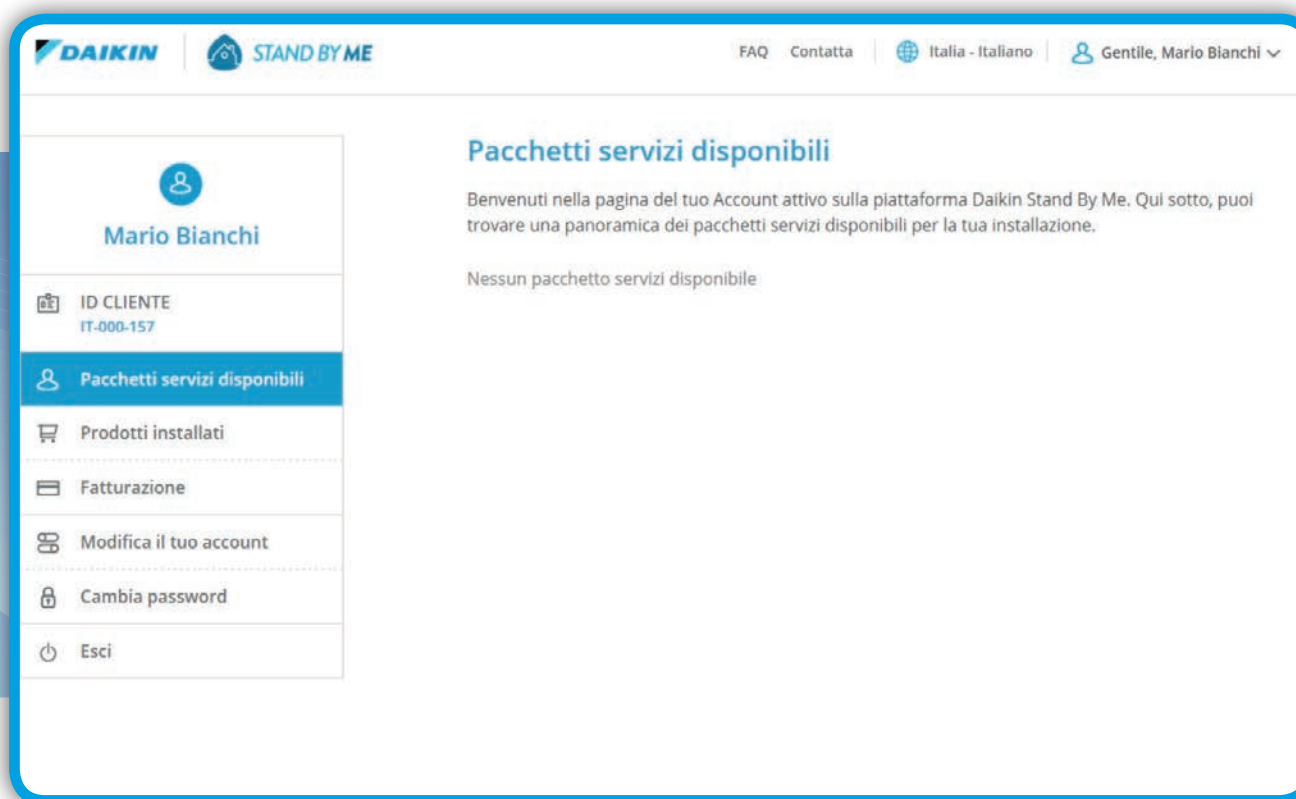 DAIKIN
STAND BY ME
FAQ Contatta Italia - Italiano Gentile, Mario Bianchi
Mario Bianchi
ID CLIENTE
IT-000-157
Pacchetti servizi disponibili
Prodotti installati
Fatturazione
Modifica il tuo account
Cambia password
Esci
Pacchetti servizi disponibili
Benvenuti nella pagina del tuo Account attivo sulla piattaforma Daikin Stand By Me. Qui sotto, puoi
trovare una panoramica dei pacchetti servizi disponibili per la tua installazione.
Nessun pacchetto servizi disponibile